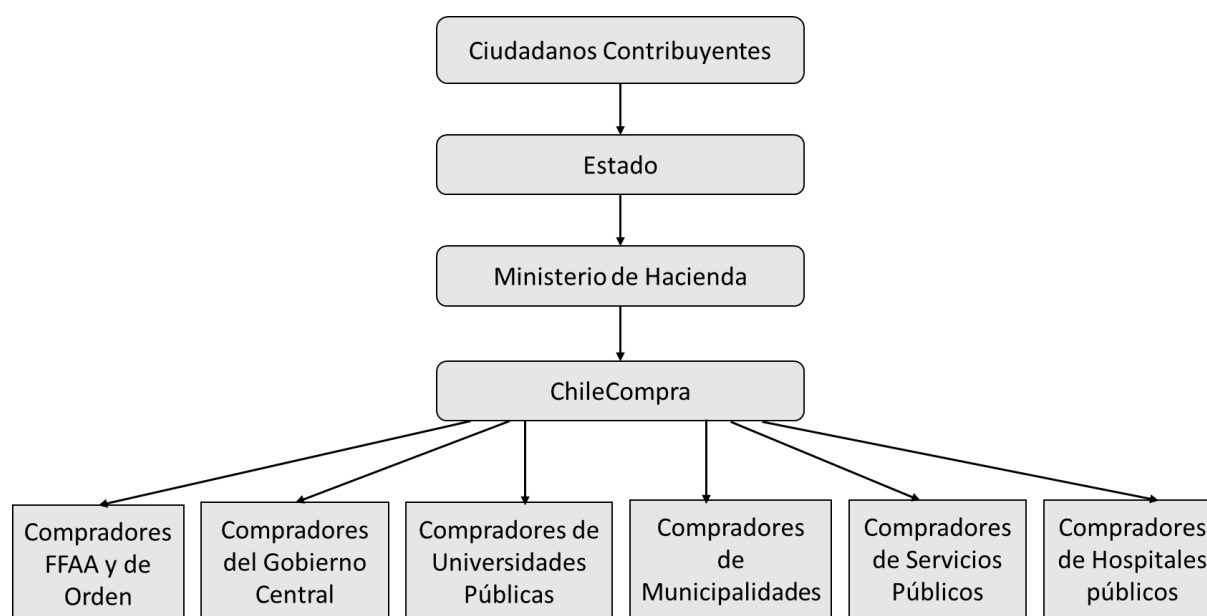 Ciudadanos Contribuyentes
Estado
Ministerio de Hacienda
ChileCompra
Compradores
FFAA y de
Orden
Compradores
del Gobierno
Central
Compradores de
Universidades
Públicas
Compradores
de
Municipalidades
Compradores
de Servicios
Públicos
Compradores
de Hospitales
públicos